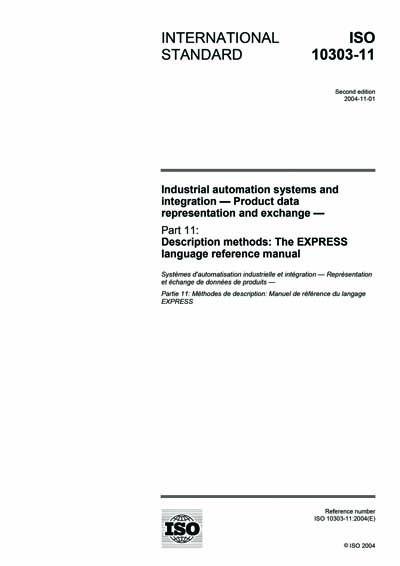 INTERNATIONAL
STANDARD
ISO
10303-11
Second edition
2004-11-01
Industrial automation systems and
integration — Product data
representation and exchange —
Part 11:
Description methods: The EXPRESS
language reference manual
Systèmes d'automatisation industrielle et intégration — Représentation
et échange de données de produits —
Partie 11: Méthodes de description: Manuel de référence du langage
EXPRESS
ISO
Reference number
ISO 10303-11:2004(E)
© ISO 2004